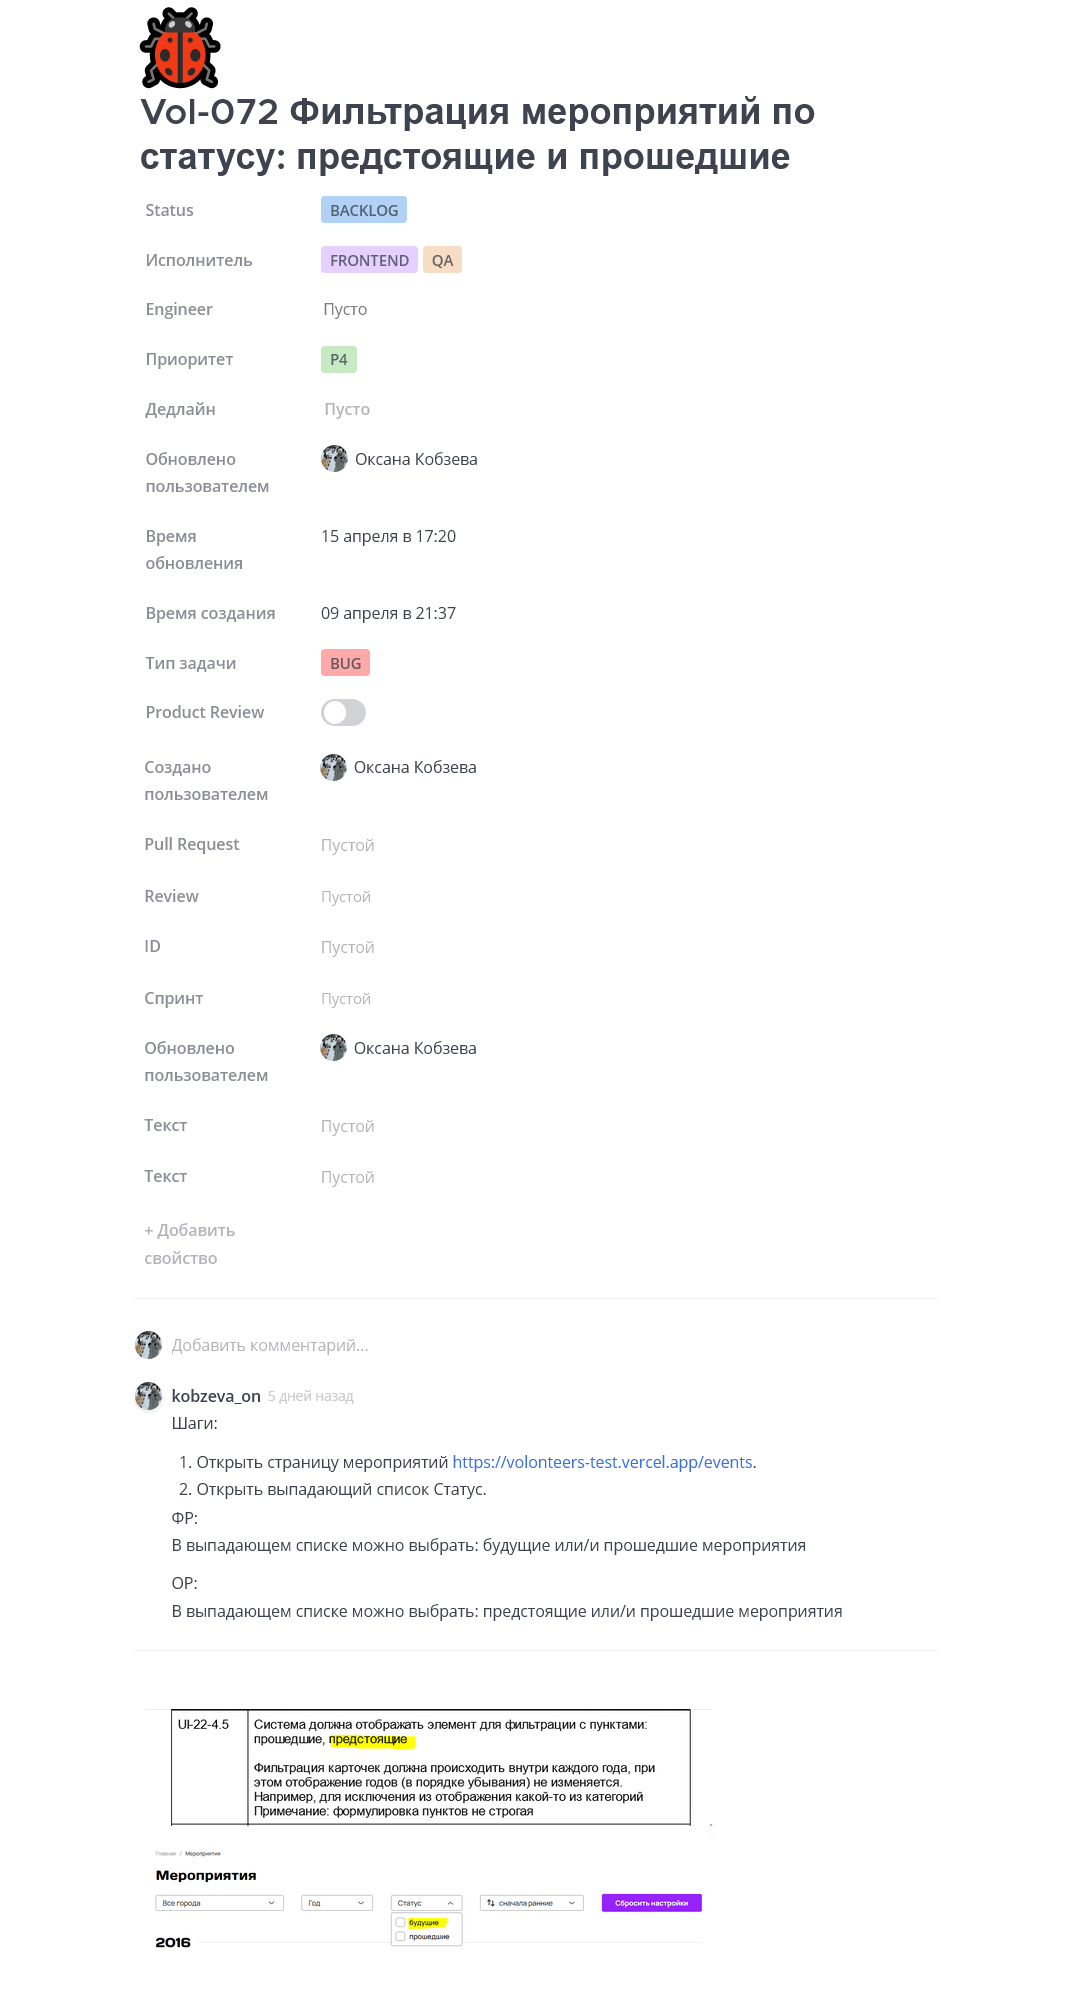 Vol-072 Фильтрация мероприятий по
статусу: предстоящие и прошедшие
Status BACKLOG
Исполнитель FRONTEND QA
Engineer Пусто
Приоритет P4
Дедлайн Пусто
Обновлено Оксана Кобзева
пользователем
Время 15 апреля в 17:20
обновления
Время создания 09 апреля в 21:37
Тип задачи BUG
Product Review
Создано Оксана Кобзева
пользователем
Pull Request Пустой
Review Пустой
ID Пустой
Спринт Пустой
Обновлено Оксана Кобзева
пользователем
Текст Пустой
Текст Пустой
+ Добавить
свойство
Добавить комментарий...
kobzeva_on 5 дней назад
Шаги:
1. Открыть страницу мероприятий https://volonteers-test.vercel.app/events.
2. Открыть выпадающий список Статус.
ФР:
В выпадающем списке можно выбрать: будущие или/и прошедшие мероприятия
ОР:
В выпадающем списке можно выбрать: предстоящие или/и прошедшие мероприятия
UI-22-4.5 Система должна отображать элемент для фильтрации с пунктами:
прошедшие, предстоящие
Фильтрация карточек должна происходить внутри каждого года, при
этом отображение годов (в порядке убывания) не изменяется.
Например, для исключения из отображения какой-то из категорий
Примечание: формулировка пунктов не строгая
Главная / Мероприятия
Мероприятия
Все города Год Статус сначала ранние Сбросить настройки
будущие
прошедшие
2016